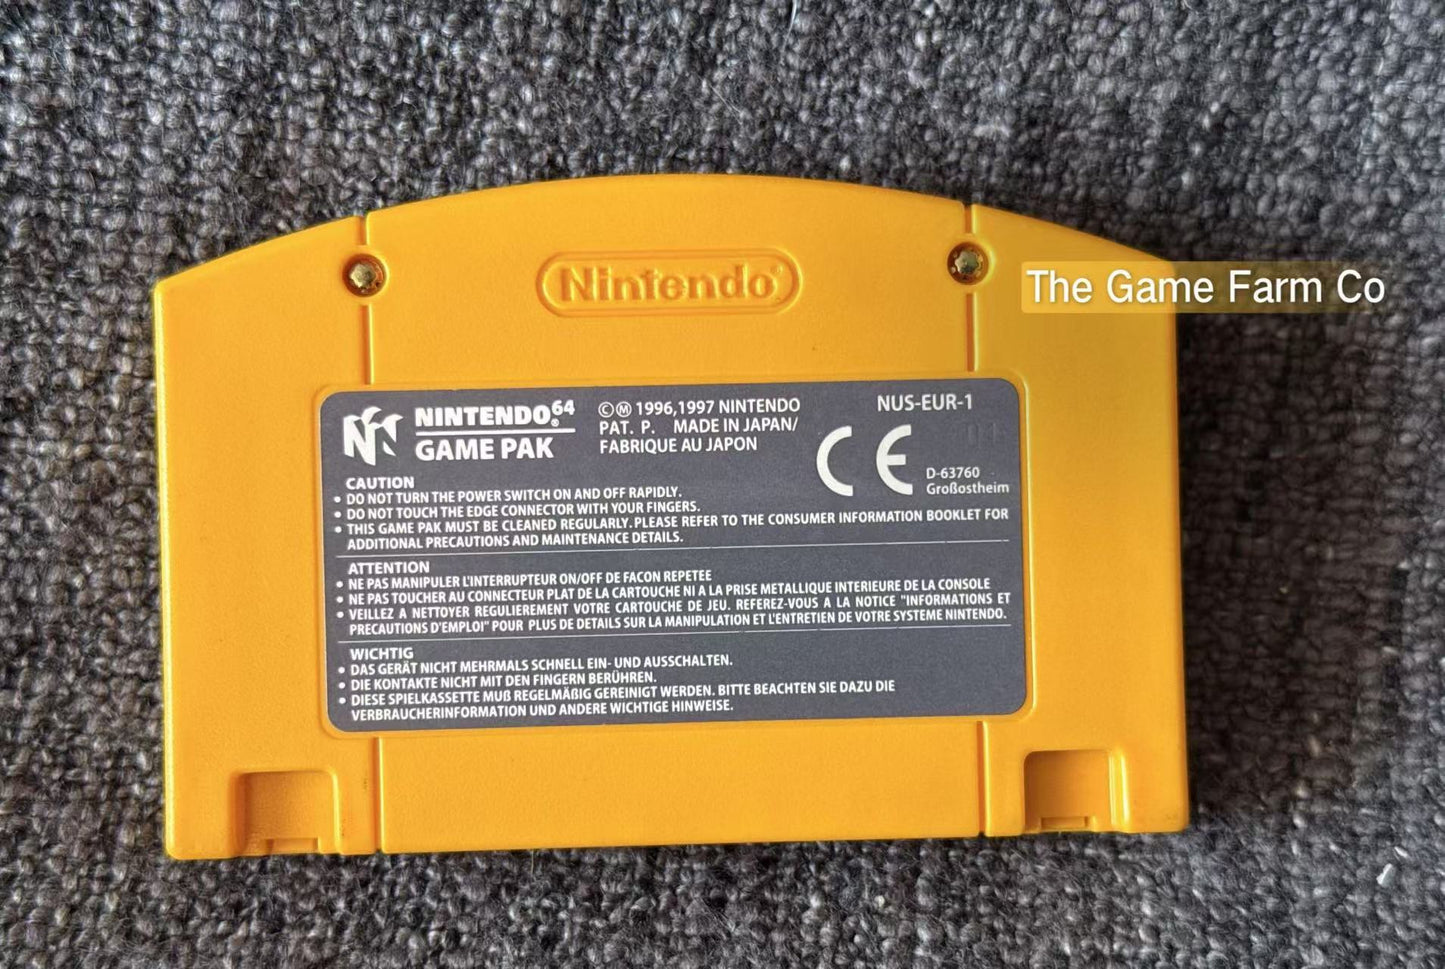 Nintendo
The Game Farm Co
NINTENDO64
GAME PAK
©Ⓜ 1996,1997 NINTENDO
PAT. P. MADE IN JAPAN/
FABRIQUE AU JAPON
NUS-EUR-1
CE
D-63760
Großostheim
CAUTION
• DO NOT TURN THE POWER SWITCH ON AND OFF RAPIDLY.
• DO NOT TOUCH THE EDGE CONNECTOR WITH YOUR FINGERS.
• THIS GAME PAK MUST BE CLEANED REGULARLY. PLEASE REFER TO THE CONSUMER INFORMATION BOOKLET FOR
ADDITIONAL PRECAUTIONS AND MAINTENANCE DETAILS.
ATTENTION
• NE PAS MANIPULER L'INTERRUPTEUR ON/OFF DE FACON REPETEE
• NE PAS TOUCHER AU CONNECTEUR PLAT DE LA CARTOUCHE NI A LA PRISE METALLIQUE INTERIEURE DE LA CONSOLE
• VEILLEZ A NETTOYER REGULIEREMENT VOTRE CARTOUCHE DE JEU. REFEREZ-VOUS A LA NOTICE "INFORMATIONS ET
PRECAUTIONS D'EMPLOI" POUR PLUS DE DETAILS SUR LA MANIPULATION ET L'ENTRETIEN DE VOTRE SYSTEME NINTENDO.
WICHTIG
• DAS GERÄT NICHT MEHRMALS SCHNELL EIN- UND AUSSCHALTEN.
• DIE KONTAKTE NICHT MIT DEN FINGERN BERÜHREN.
• DIESE SPIELKASSETTE MUß REGELMÄßIG GEREINIGT WERDEN. BITTE BEACHTEN SIE DAZU DIE
VERBRAUCHERINFORMATION UND ANDERE WICHTIGE HINWEISE.